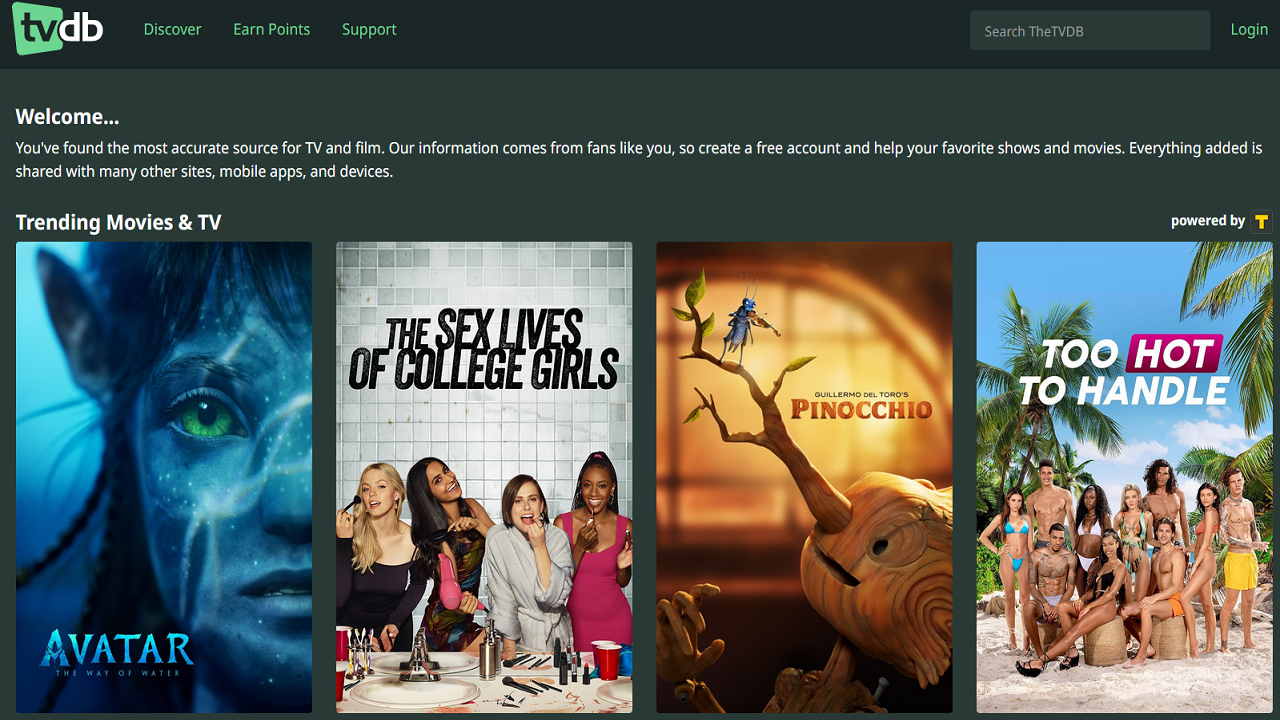 tvdb
Discover
Earn Points
Support
Search TheTVDB
Login
Welcome...
You've found the most accurate source for TV and film. Our information comes from fans like you, so create a free account and help your favorite shows and movies. Everything added is
shared with many other sites, mobile apps, and devices.
Trending Movies & TV
powered by T
AVATAR
THE WAY OF WATER
THE SEX LIVES
OF COLLEGE GIRLS
GUILLERMO DEL TORO'S
PINOCCHIO
TOO HOT
TO HANDLE